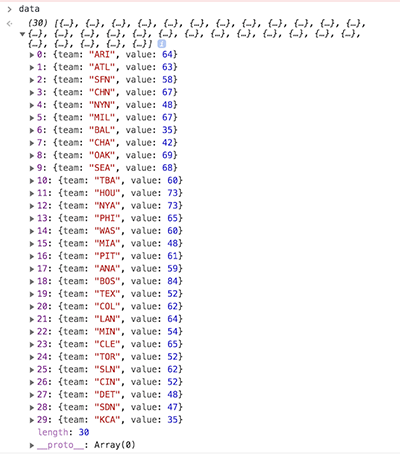 > data
(30) [{…}, {…}, {…}, {…}, {…}, {…}, {…}, {…}, {…}, {…}, {…}, {…},
{…}, {…}, {…}, {…}, {…}, {…}, {…}, {…}, {…}, {…}, {…}, {…}, {…},
{…}, {…}, {…}, {…}, {…}]
0: {team: "ARI", value: 64}
1: {team: "ATL", value: 63}
2: {team: "SFN", value: 58}
3: {team: "CHN", value: 67}
4: {team: "NYN", value: 48}
5: {team: "MIL", value: 67}
6: {team: "BAL", value: 35}
7: {team: "CHA", value: 42}
8: {team: "OAK", value: 69}
9: {team: "SEA", value: 68}
10: {team: "TBA", value: 60}
11: {team: "HOU", value: 73}
12: {team: "NYA", value: 73}
13: {team: "PHI", value: 65}
14: {team: "WAS", value: 60}
15: {team: "MIA", value: 48}
16: {team: "PIT", value: 61}
17: {team: "ANA", value: 59}
18: {team: "BOS", value: 84}
19: {team: "TEX", value: 52}
20: {team: "COL", value: 62}
21: {team: "LAN", value: 64}
22: {team: "MIN", value: 54}
23: {team: "CLE", value: 65}
24: {team: "TOR", value: 52}
25: {team: "SLN", value: 62}
26: {team: "CIN", value: 52}
27: {team: "DET", value: 48}
28: {team: "SDN", value: 47}
29: {team: "KCA", value: 35}
length: 30
__proto__: Array(0)